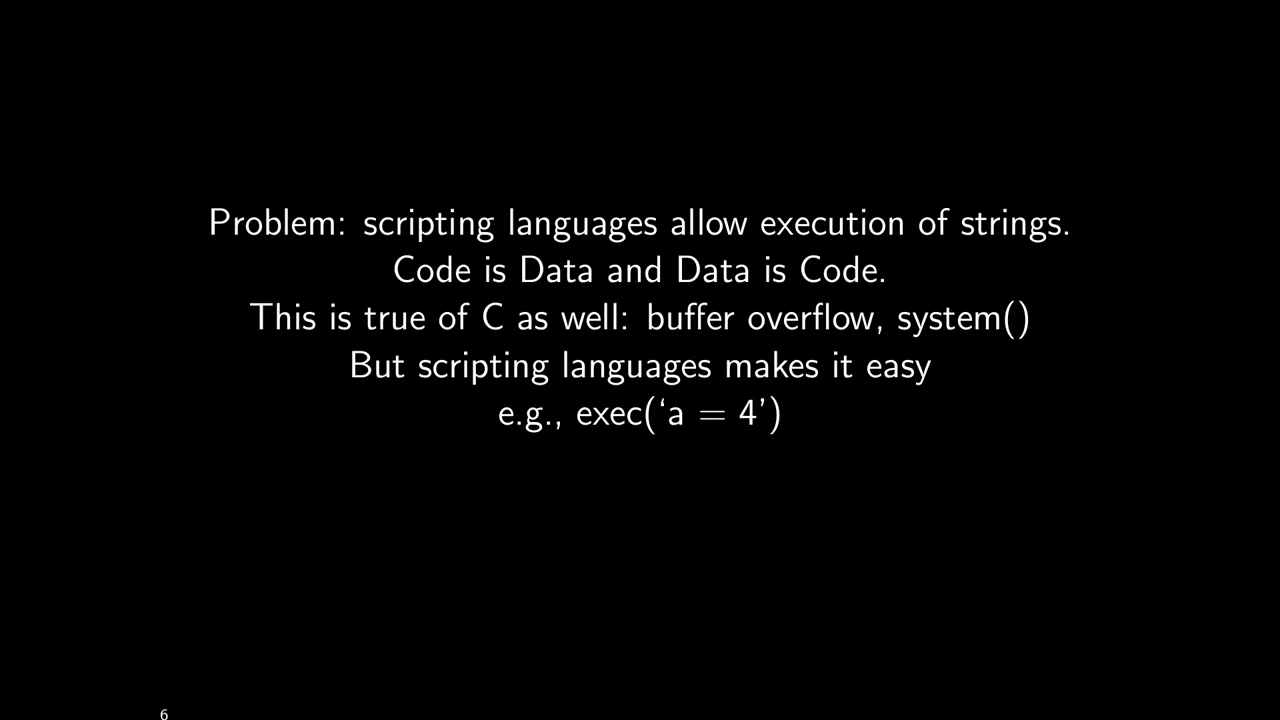 Problem: scripting languages allow execution of strings.
Code is Data and Data is Code.
This is true of C as well: buffer overflow, system()
But scripting languages makes it easy
e.g., exec(‘a = 4’)
6